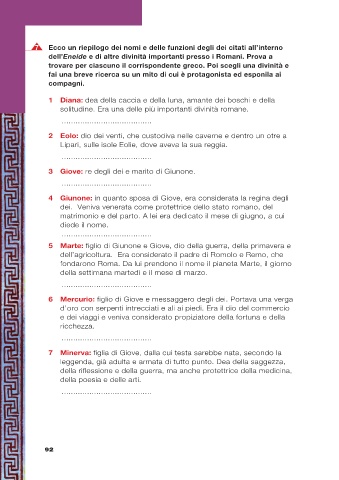 7 Ecco un riepilogo dei nomi e delle funzioni degli dei citati all'interno
dell'Eneide e di altre divinità importanti presso i Romani. Prova a
trovare per ciascuno il corrispondente greco. Poi scegli una divinità e
fai una breve ricerca su un mito di cui è protagonista ed esponila ai
compagni.
1 Diana: dea della caccia e della luna, amante dei boschi e della
solitudine. Era una delle più importanti divinità romane.
.......................................
2 Eolo: dio dei venti, che custodiva nelle caverne e dentro un otre a
Lipari, sulle isole Eolie, dove aveva la sua reggia.
.......................................
3 Giove: re degli dei e marito di Giunone.
.......................................
4 Giunone: in quanto sposa di Giove, era considerata la regina degli
dei. Veniva venerata come protettrice dello stato romano, del
matrimonio e del parto. A lei era dedicato il mese di giugno, a cui
diede il nome.
.......................................
5 Marte: figlio di Giunone e Giove, dio della guerra, della primavera e
dell'agricoltura. Era considerato il padre di Romolo e Remo, che
fondarono Roma. Da lui prendono il nome il pianeta Marte, il giorno
della settimana martedì e il mese di marzo.
.......................................
6 Mercurio: figlio di Giove e messaggero degli dei. Portava una verga
d'oro con serpenti intrecciati e ali ai piedi. Era il dio del commercio
e dei viaggi e veniva considerato propiziatore della fortuna e della
ricchezza.
.......................................
7 Minerva: figlia di Giove, dalla cui testa sarebbe nata, secondo la
leggenda, già adulta e armata di tutto punto. Dea della saggezza,
della riflessione e della guerra, ma anche protettrice della medicina,
della poesia e delle arti.
.......................................
92